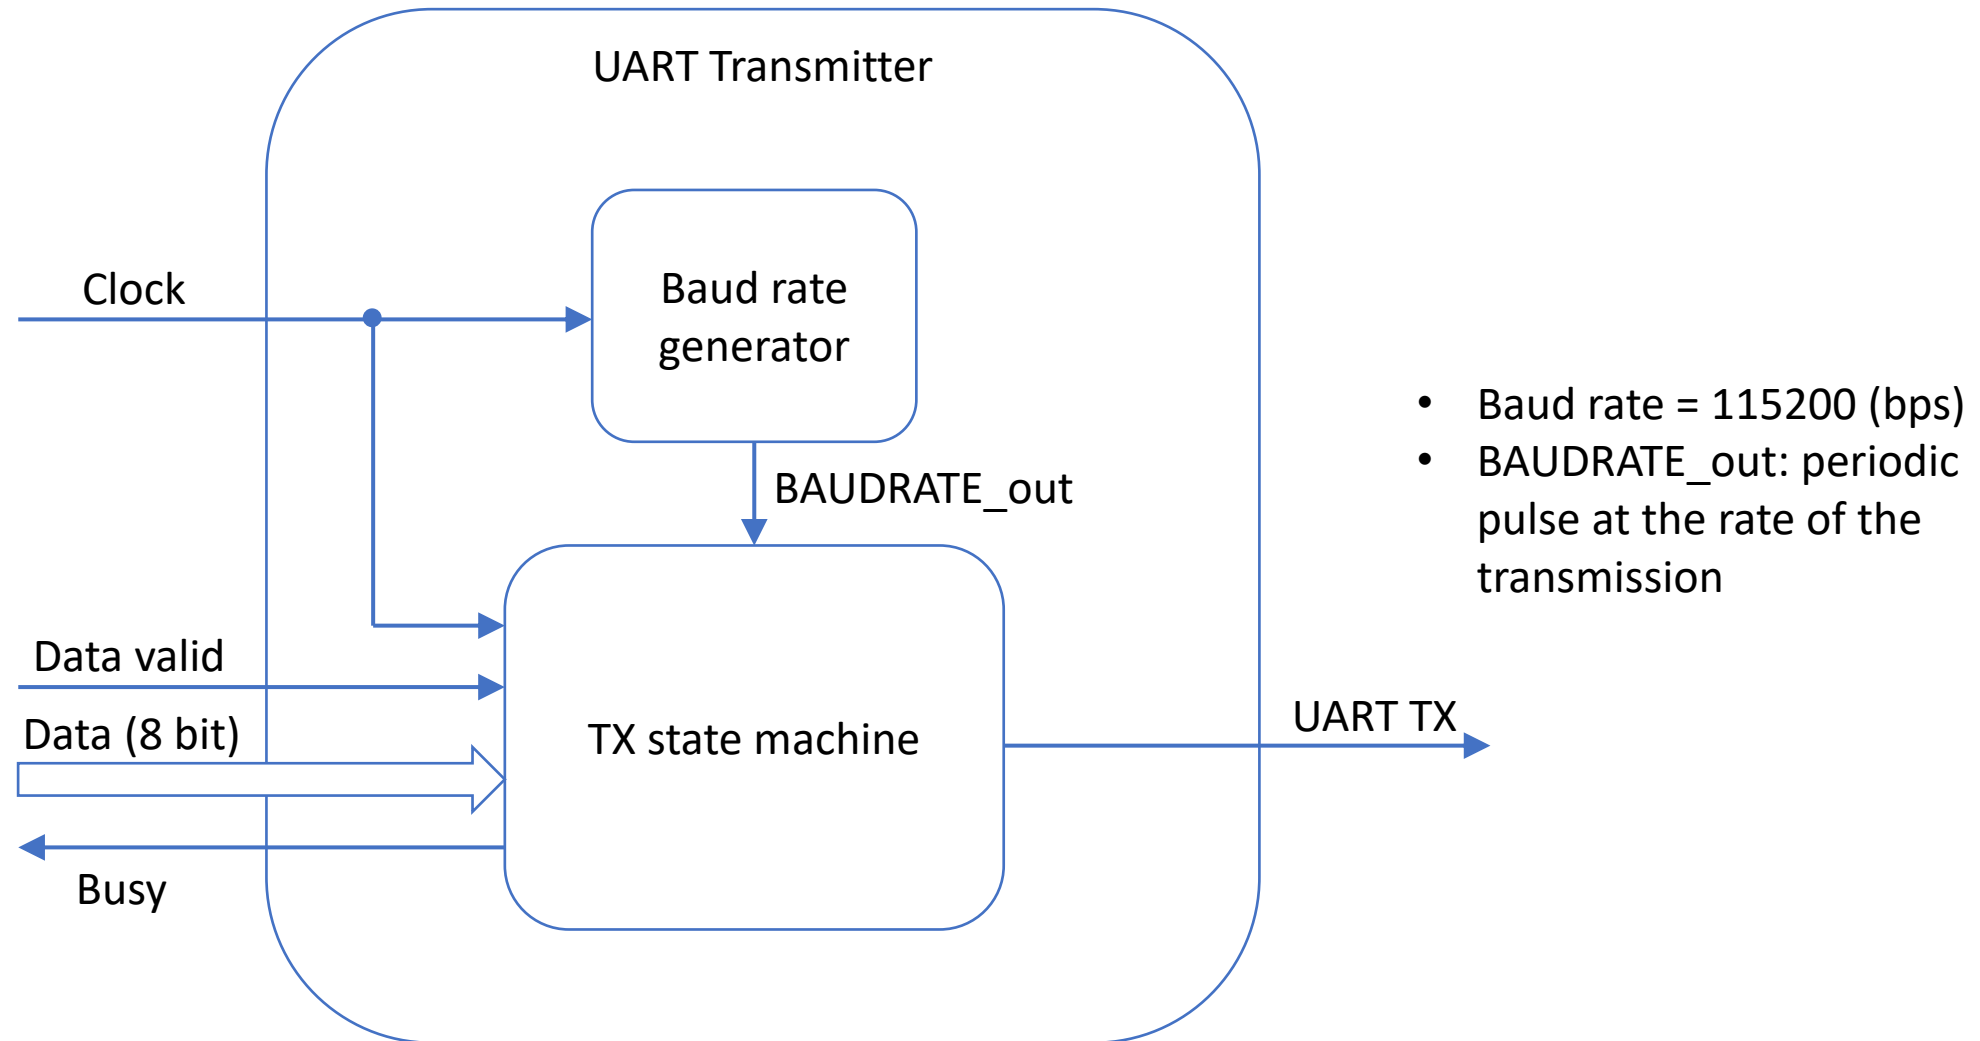 UART Transmitter
Clock
Baud rate
generator
BAUDRATE_out
• Baud rate = 115200 (bps)
• BAUDRATE_out: periodic
pulse at the rate of the
transmission
Data valid
Data (8 bit)
TX state machine
UART TX
Busy